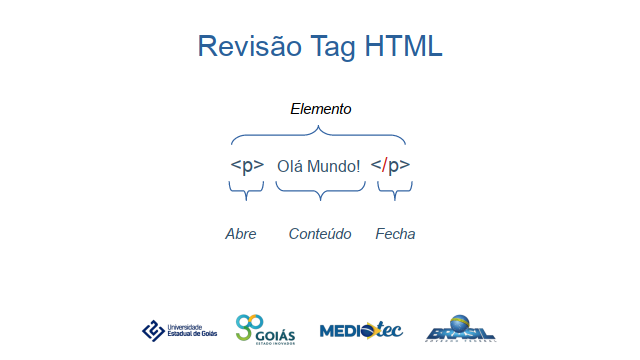 Revisão Tag HTML
Elemento
<p> Olá Mundo! </p>
Abre Conteúdo Fecha
Universidade
Estadual de Goiás
GOIÁS
ESTADO INOVADOR
MEDIOtec
BRASIL
GOVERNO FEDERAL